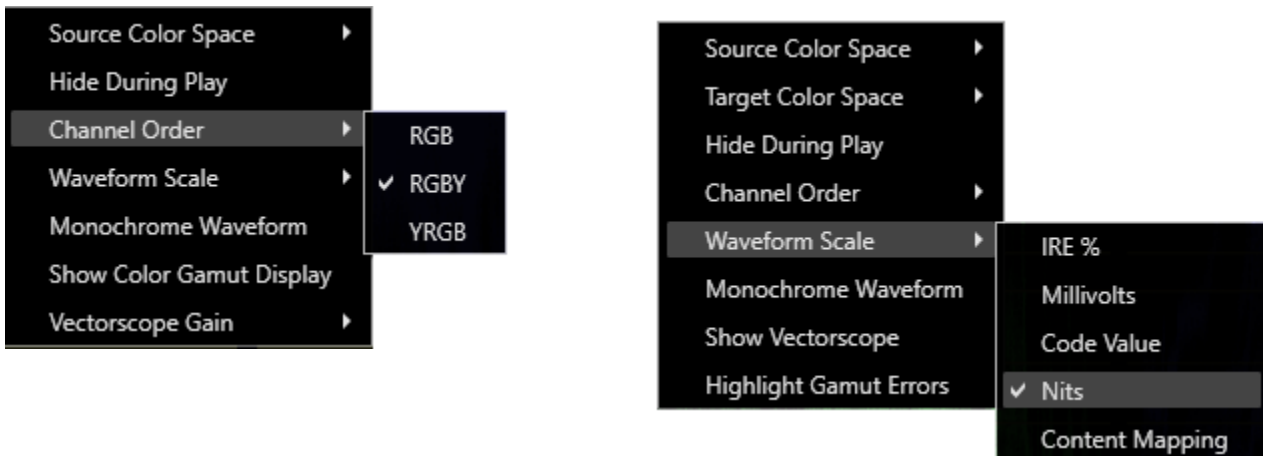 Source Color Space
Hide During Play
Channel Order
Waveform Scale
Monochrome Waveform
Show Color Gamut Display
Vectorscope Gain
RGB
RGBY
YRGB
Source Color Space
Target Color Space
Hide During Play
Channel Order
Waveform Scale
Monochrome Waveform
Show Vectorscope
Highlight Gamut Errors
IRE %
Millivolts
Code Value
Nits
Content Mapping